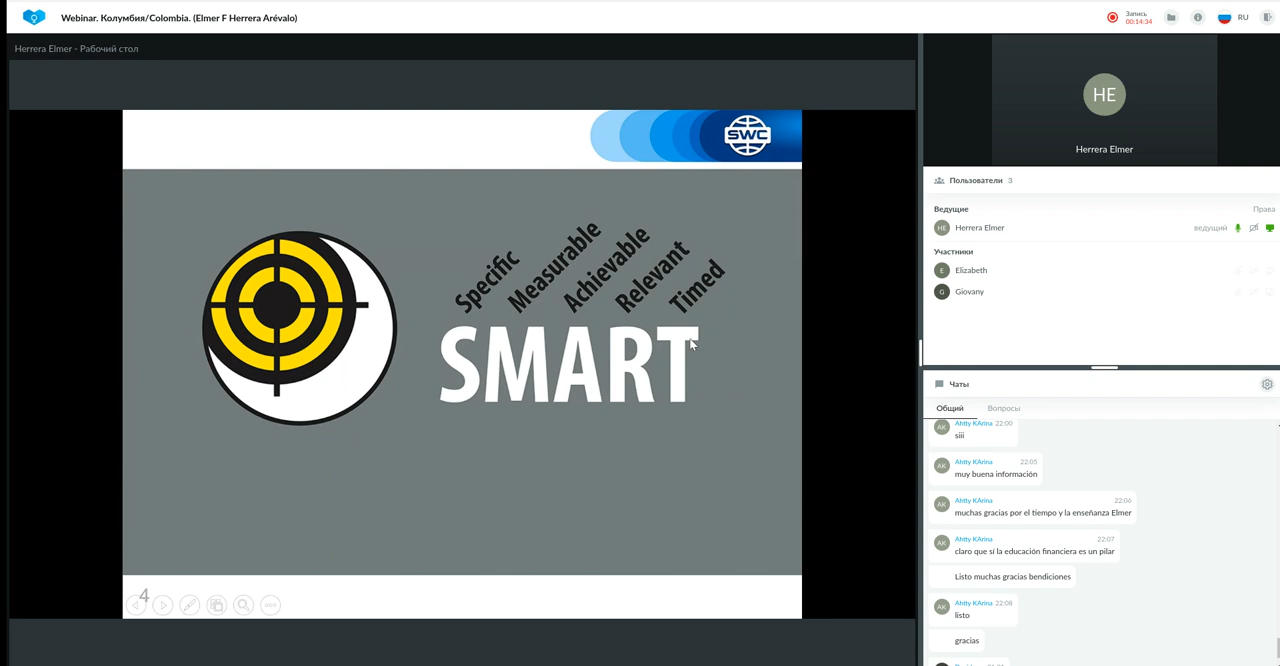 Webinar. Колумбия/Colombia. (Elmer F Herrera Arévalo)
Запись
00:14:34
RU
Herrera Elmer - Рабочий стол
SWC
Specific
Measurable
Achievable
Relevant
Timed
SMART
4
HE
Herrera Elmer
Пользователи 3
Ведущие
Права
HE
Herrera Elmer
ведущий
Участники
E
Elizabeth
G
Giovany
Чаты
Общий
Вопросы
AK
Ahtty KArina 22:00
siii
AK
Ahtty KArina 22:05
muy buena información
AK
Ahtty KArina 22:06
muchas gracias por el tiempo y la enseñanza Elmer
AK
Ahtty KArina 22:07
claro que sí la educación financiera es un pilar
Listo muchas gracias bendiciones
AK
Ahtty KArina 22:08
listo
gracias